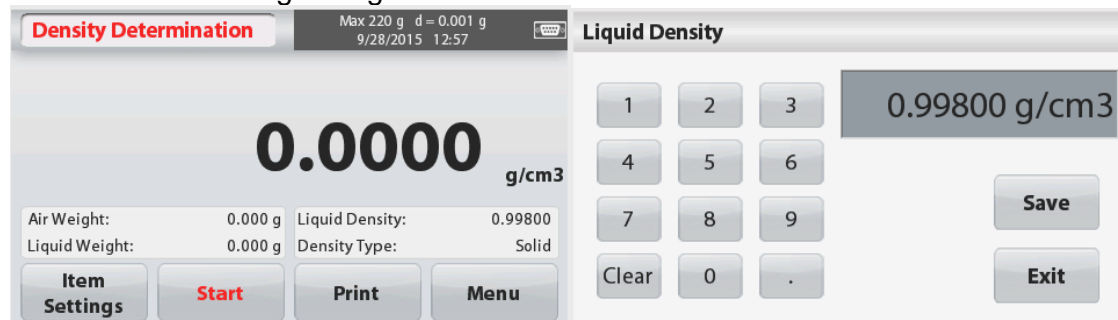 Density Determination
Max 220 g d = 0.001 g
9/28/2015 12:57
0.0000 g/cm3
Air Weight: 0.000 g
Liquid Density: 0.99800
Liquid Weight: 0.000 g
Density Type: Solid
Item
Settings
Start
Print
Menu
Liquid Density
0.99800 g/cm3
1 2 3
4 5 6
7 8 9
Clear 0 .
Save
Exit